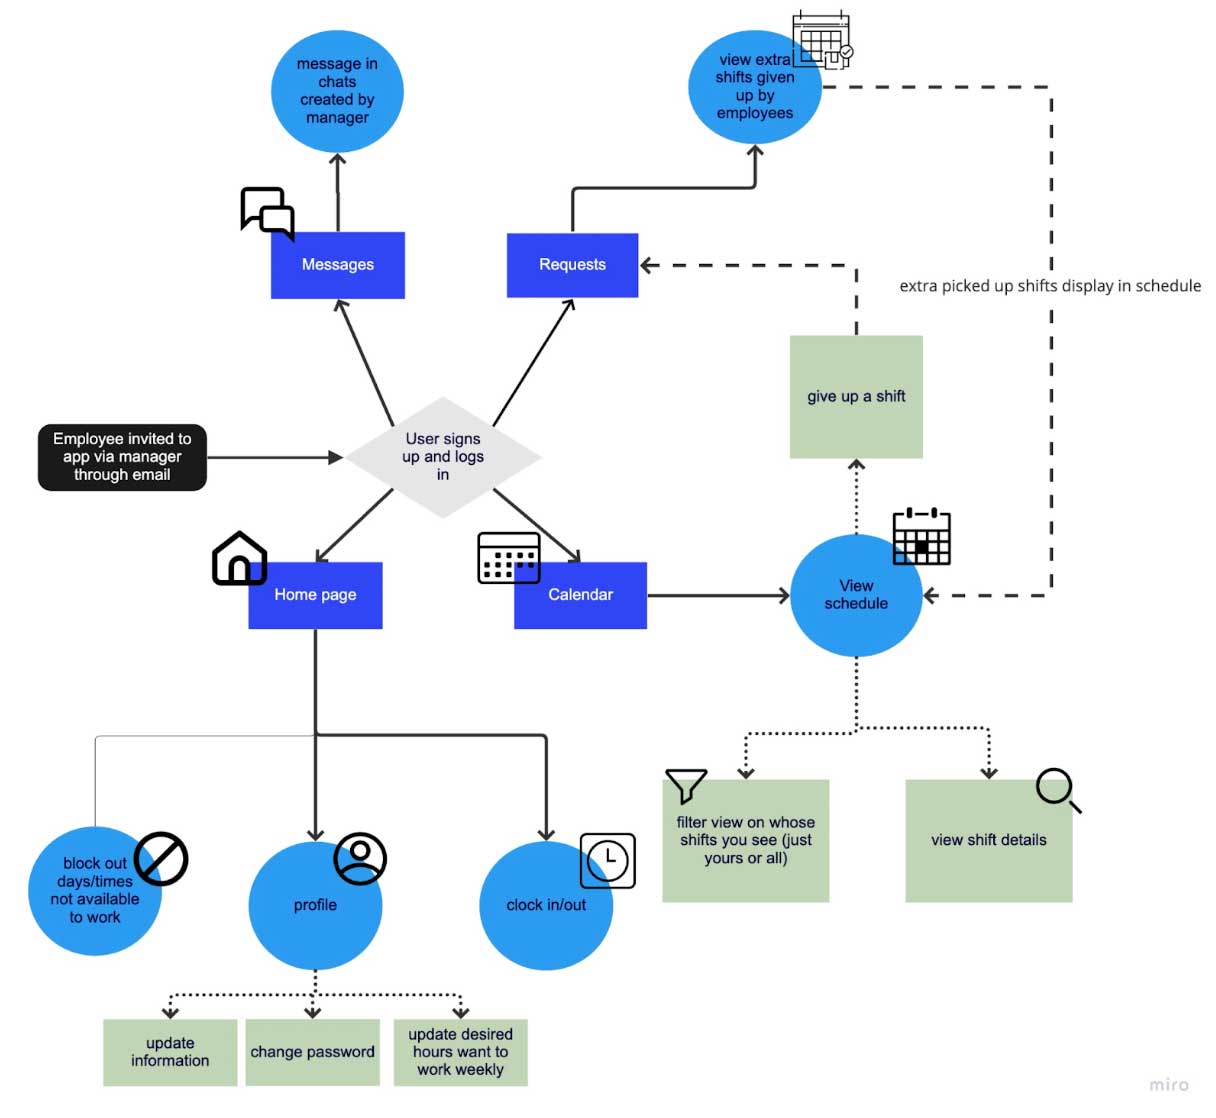 message in
chats
created by
manager
view extra
shifts given
up by
employees
Messages
Requests
extra picked up shifts display in schedule
give up a shift
Employee invited to
app via manager
through email
User signs
up and logs
in
Home page
Calendar
View
schedule
filter view on whose
shifts you see (just
yours or all)
view shift details
block out
days/times
not available
to work
profile
clock in/out
update
information
change password
update desired
hours want to
work weekly
miro